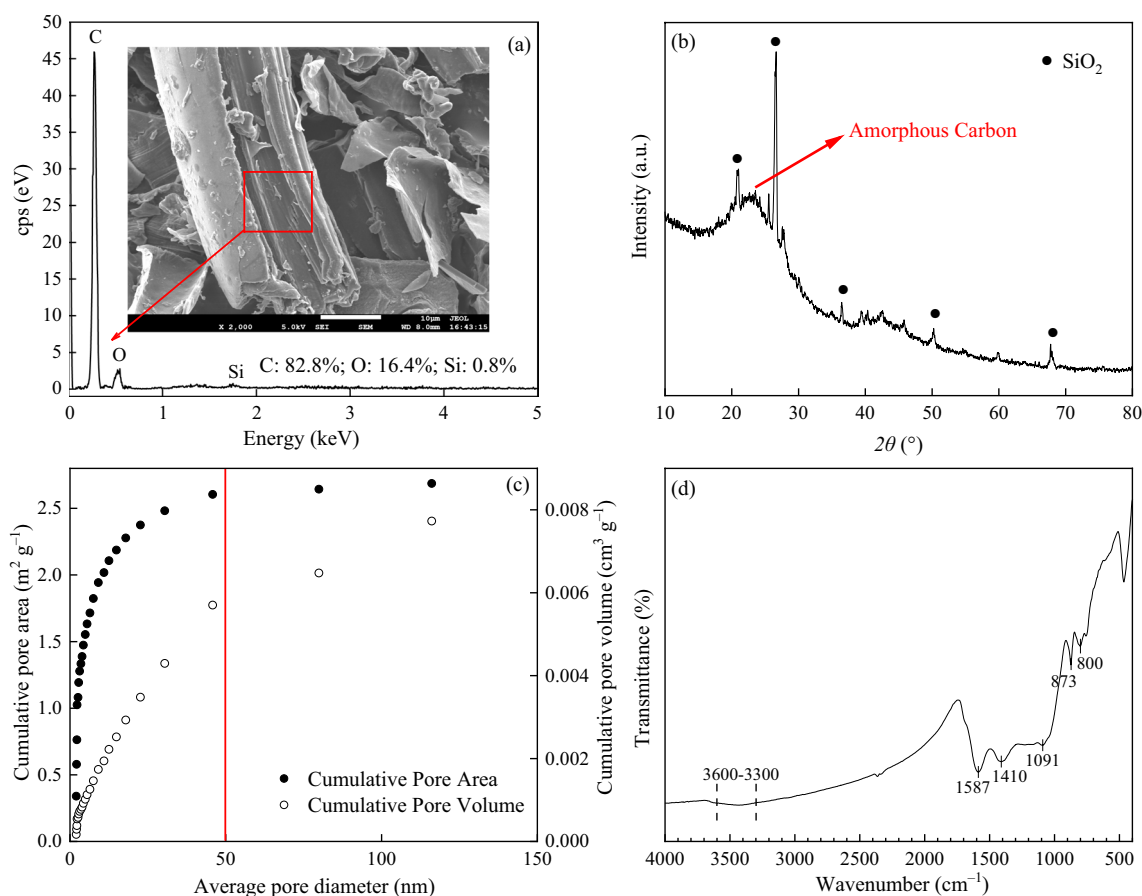 (a)
50
45
40
35
30
25
20
15
10
5
0
cps (eV)
C
O
Si
X 2,000 5.0kV SEI SEM
10μm JEOL
WD 8.0mm 16:43:15
C: 82.8%; O: 16.4%; Si: 0.8%
0 1 2 3 4 5
Energy (keV)
(b)
SiO₂
Amorphous Carbon
Intensity (a.u.)
10 20 30 40 50 60 70 80
2θ (°)
(c)
2.5
2.0
1.5
1.0
0.5
0.0
Cumulative pore area (m² g⁻¹)
0.008
0.006
0.004
0.002
0.000
Cumulative pore volume (cm³ g⁻¹)
Cumulative Pore Area
Cumulative Pore Volume
0 50 100 150
Average pore diameter (nm)
(d)
Transmittance (%)
3600-3300
1587
1410
1091
873
800
4000 3500 3000 2500 2000 1500 1000 500
Wavenumber (cm⁻¹)